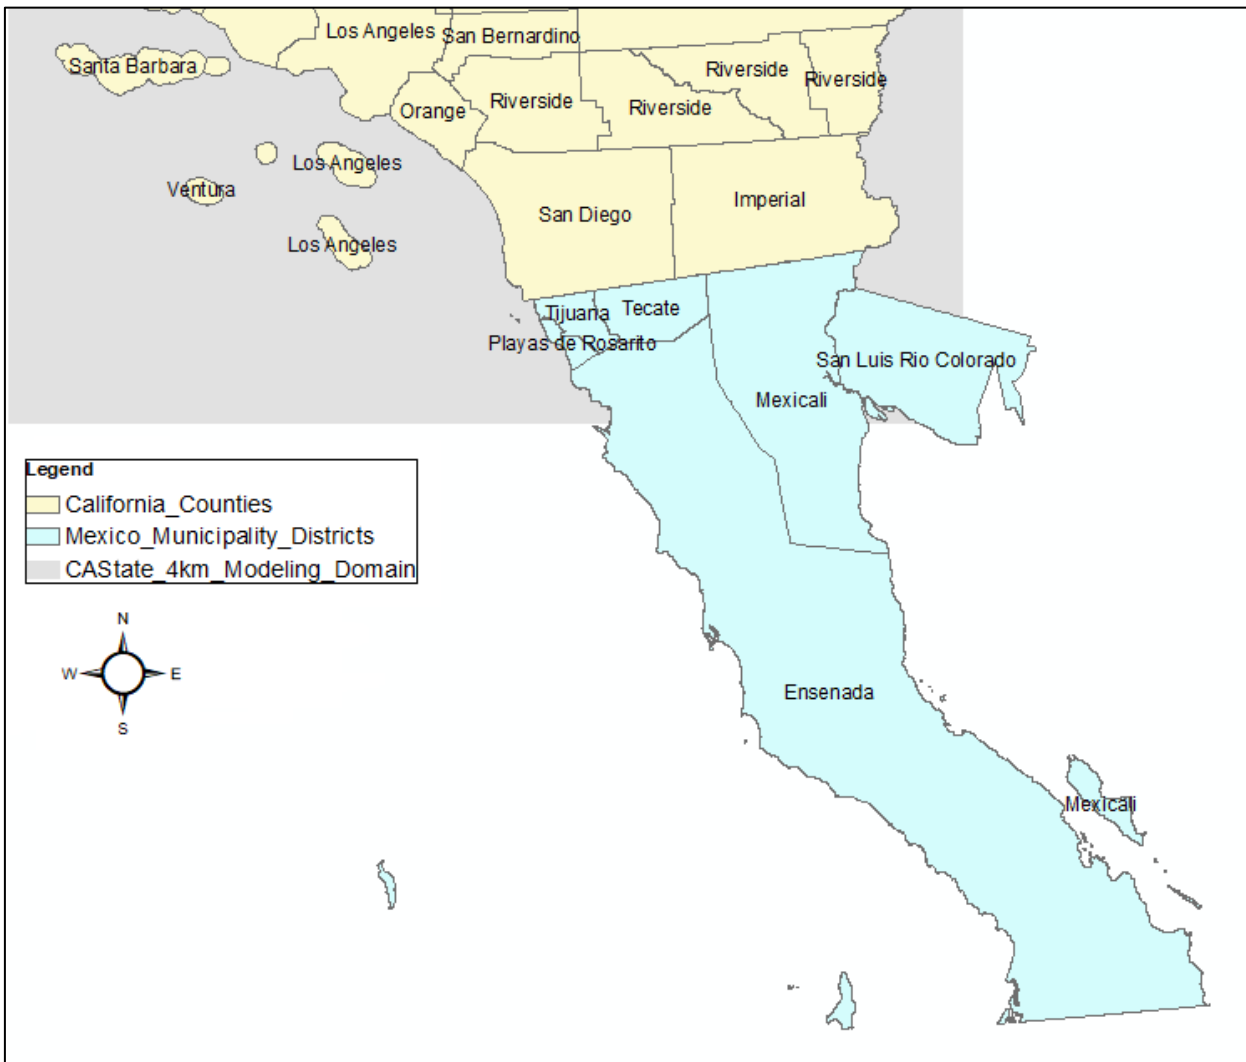 Los Angeles
San Bernardino
Santa Barbara
Riverside
Riverside
Riverside
Riverside
Orange
Los Angeles
Ventura
Imperial
San Diego
Los Angeles
Tijuana
Tecate
Playas de Rosarito
San Luis Rio Colorado
Mexicali
Legend
California_Counties
Mexico_Municipality_Districts
CAState_4km_Modeling_Domain
N
W
E
S
Ensenada
Mexicali